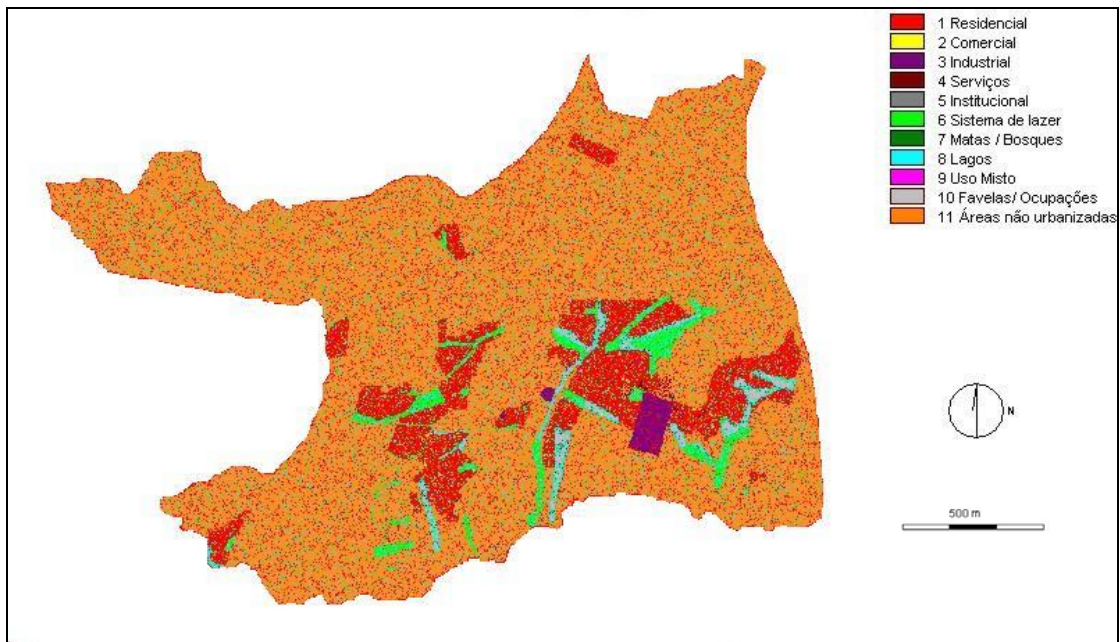 1 Residencial
2 Comercial
3 Industrial
4 Serviços
5 Institucional
6 Sistema de lazer
7 Matas / Bosques
8 Lagos
9 Uso Misto
10 Favelas/ Ocupações
11 Áreas não urbanizadas
N
500 m